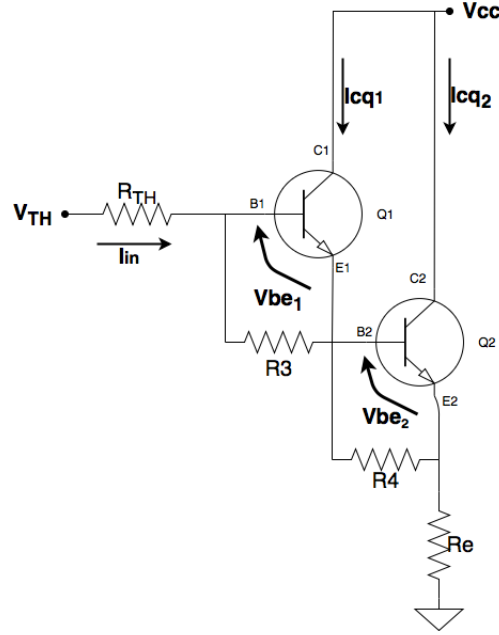 Vcc
Icq1
Icq2
C1
RTH
B1
Q1
VTH
Iin
E1
Vbe1
C2
B2
Q2
R3
Vbe2
E2
R4
Re